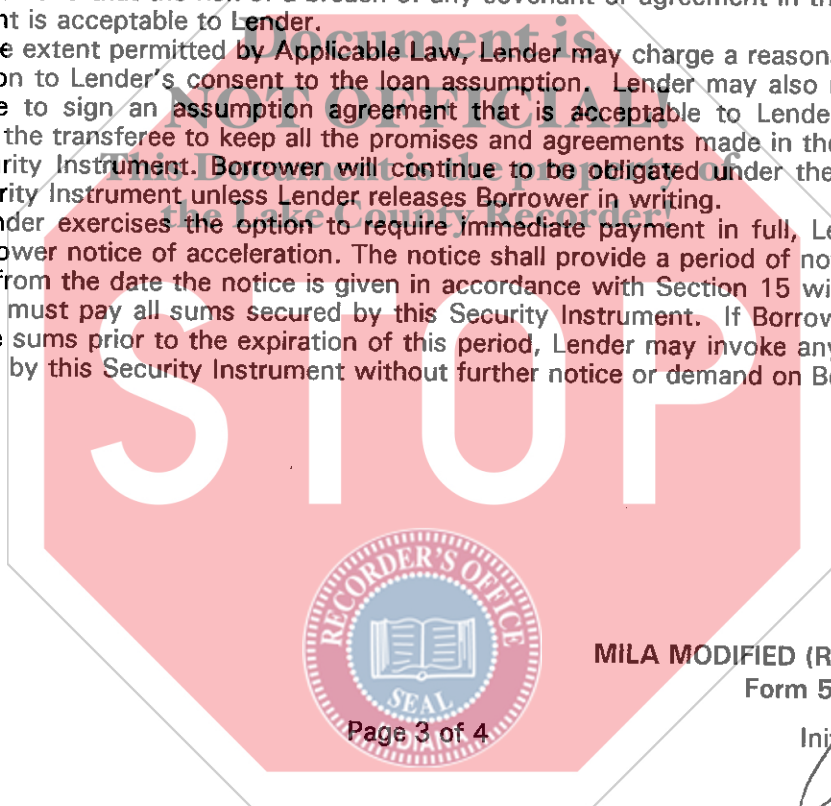 nt is acceptable to Lender.
Document is
e extent permitted by Applicable Law, Lender may charge a reason
on to Lender's consent to the loan assumption. Lender may also
NOT OFFICIAL!
e to sign an assumption agreement that is acceptable to Lende
the transferee to keep all the promises and agreements made in the
This Document is the property of
rity Instrument. Borrower will continue to be obligated under the
rity Instrument unless Lender releases Borrower in writing.
the Lake County Recorder!
nder exercises the option to require immediate payment in full, Le
ower notice of acceleration. The notice shall provide a period of no
from the date the notice is given in accordance with Section 15 wi
must pay all sums secured by this Security Instrument. If Borrow
e sums prior to the expiration of this period, Lender may invoke any
by this Security Instrument without further notice or demand on B
STOP
RECORDER'S OFFICE
SEAL
MILA MODIFIED (R
Form 5
Page 3 of 4
Ini